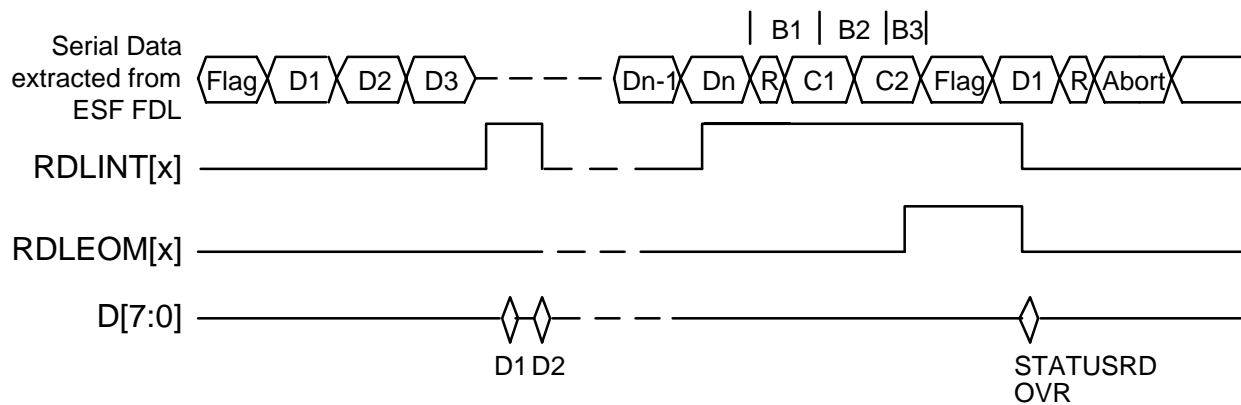 B1 B2 B3
Serial Data
extracted from
ESF FDL
Flag D1 D2 D3 Dn-1 Dn R C1 C2 Flag D1 R Abort
RDLINT[x]
RDLEOM[x]
D[7:0]
D1 D2
STATUSRD
OVR